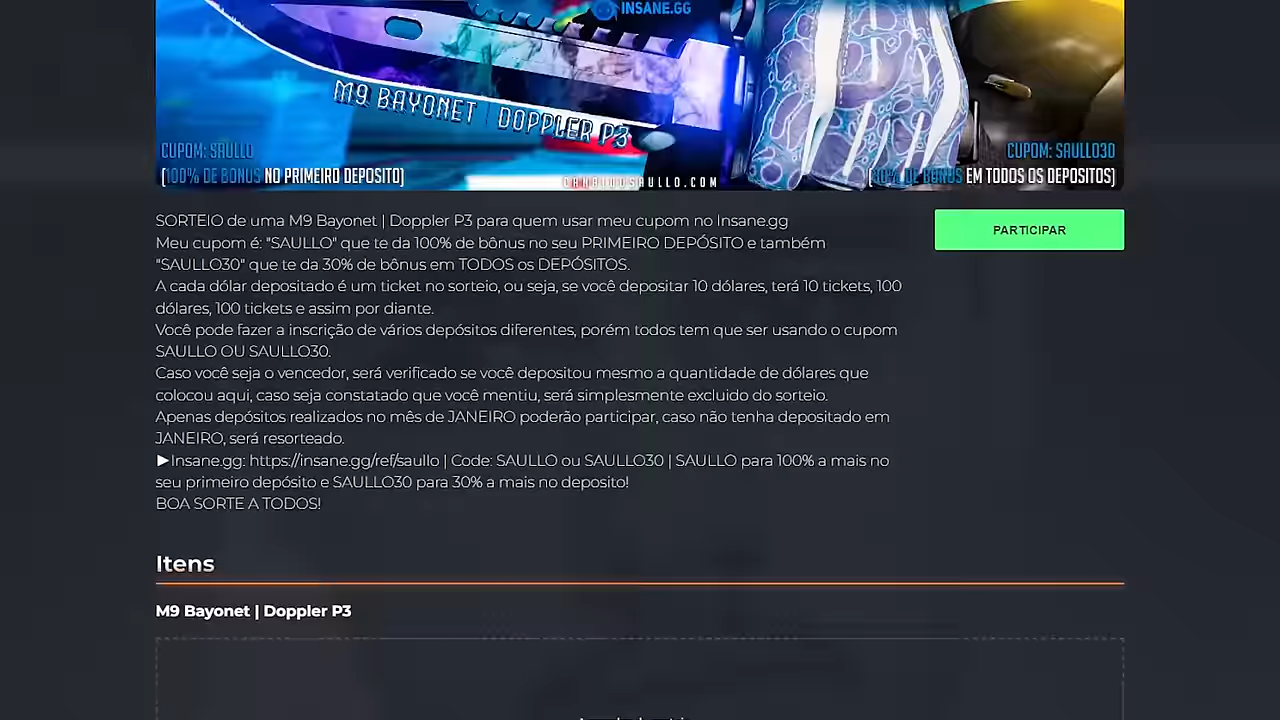 INSANE.GG
M9 BAYONET | DOPPLER P3
CUPOM: SAULLO
[100% DE BONUS NO PRIMEIRO DEPOSITO]
CUPOM: SAULLO30
[30% DE BONUS EM TODOS OS DEPOSITOS]
CANALDOSAULLO.COM
SORTEIO de uma M9 Bayonet | Doppler P3 para quem usar meu cupom no Insane.gg
Meu cupom é: "SAULLO" que te da 100% de bônus no seu PRIMEIRO DEPÓSITO e também
"SAULLO30" que te da 30% de bônus em TODOS os DEPÓSITOS.
A cada dólar depositado é um ticket no sorteio, ou seja, se você depositar 10 dólares, terá 10 tickets, 100
dólares, 100 tickets e assim por diante.
Você pode fazer a inscrição de vários depósitos diferentes, porém todos tem que ser usando o cupom
SAULLO OU SAULLO30.
Caso você seja o vencedor, será verificado se você depositou mesmo a quantidade de dólares que
colocou aqui, caso seja constatado que você mentiu, será simplesmente excluido do sorteio.
Apenas depósitos realizados no mês de JANEIRO poderão participar, caso não tenha depositado em
JANEIRO, será resorteado.
►Insane.gg: https://insane.gg/ref/saullo | Code: SAULLO ou SAULLO30 | SAULLO para 100% a mais no
seu primeiro depósito e SAULLO30 para 30% a mais no deposito!
BOA SORTE A TODOS!
PARTICIPAR
Itens
M9 Bayonet | Doppler P3